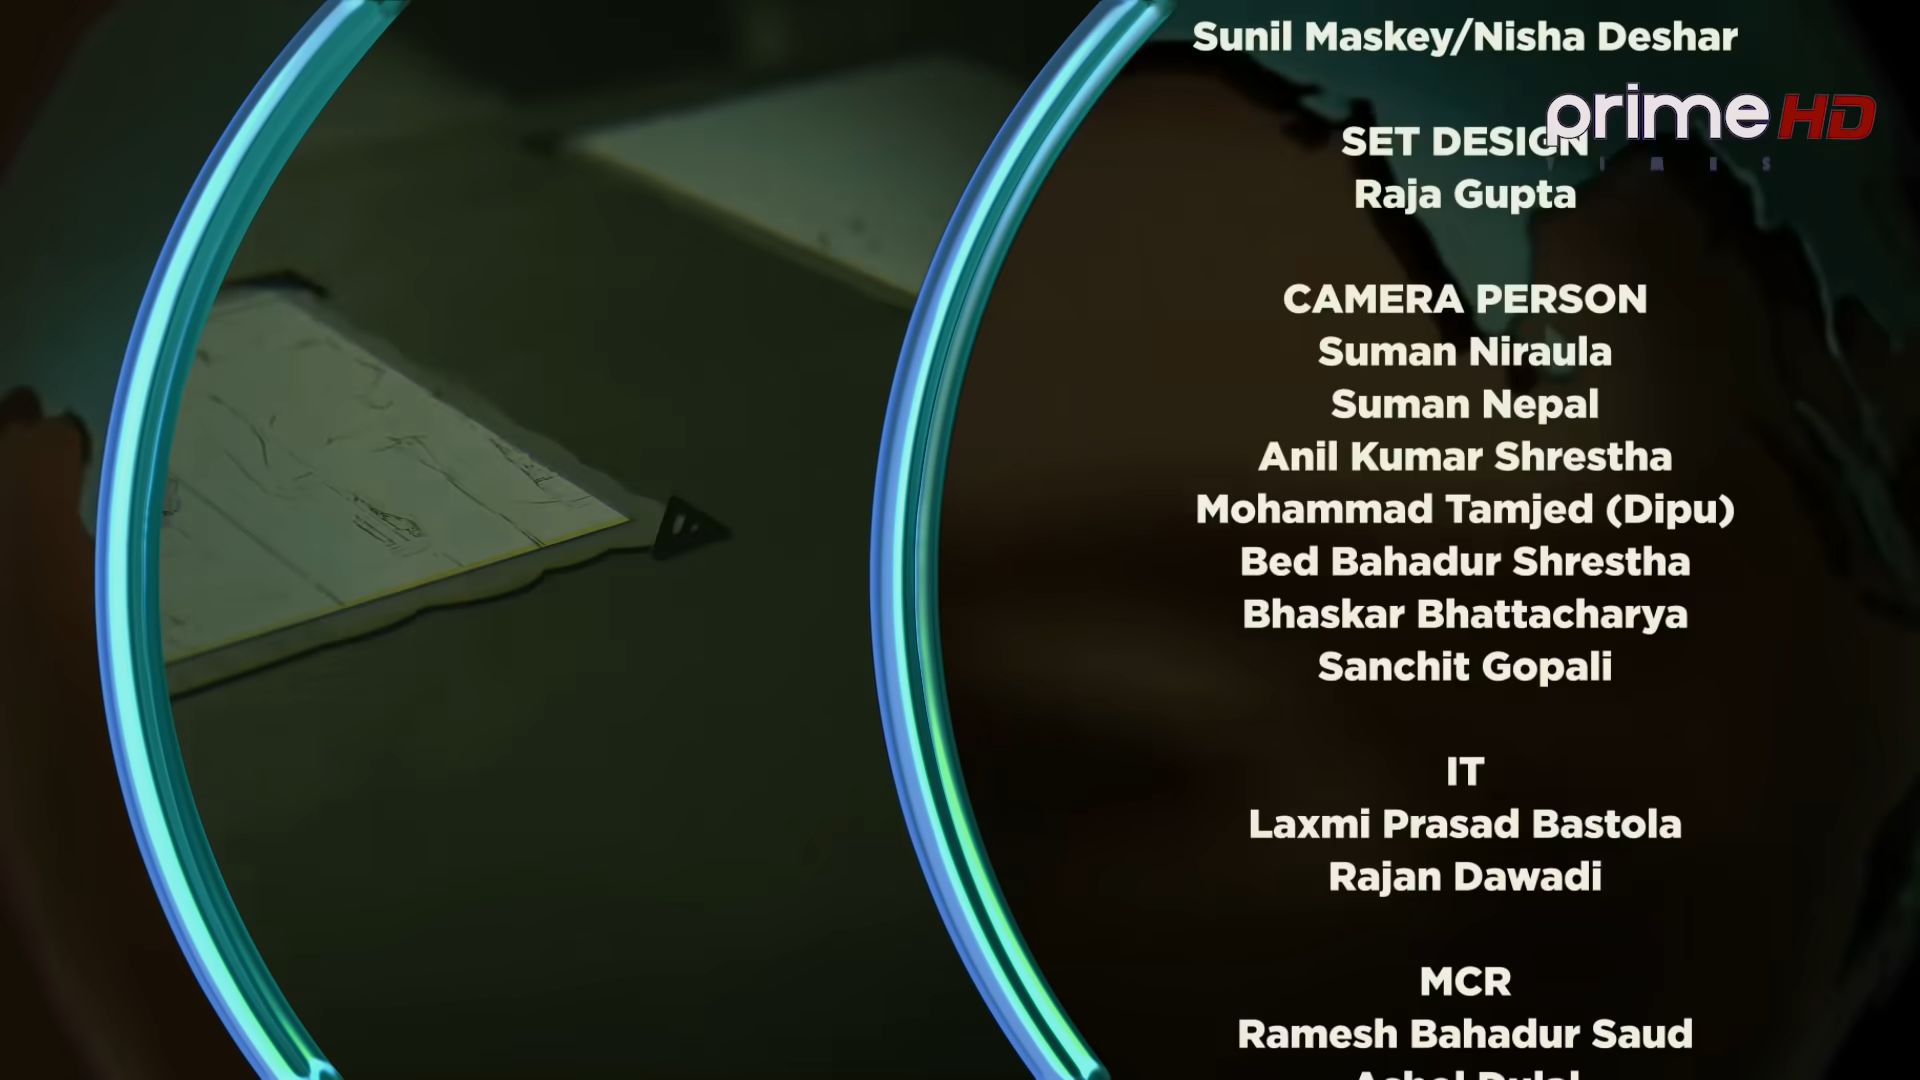 Sunil Maskey/Nisha Deshar
prime HD
TIMES
SET DESIGN
Raja Gupta
CAMERA PERSON
Suman Niraula
Suman Nepal
Anil Kumar Shrestha
Mohammad Tamjed (Dipu)
Bed Bahadur Shrestha
Bhaskar Bhattacharya
Sanchit Gopali
IT
Laxmi Prasad Bastola
Rajan Dawadi
MCR
Ramesh Bahadur Saud